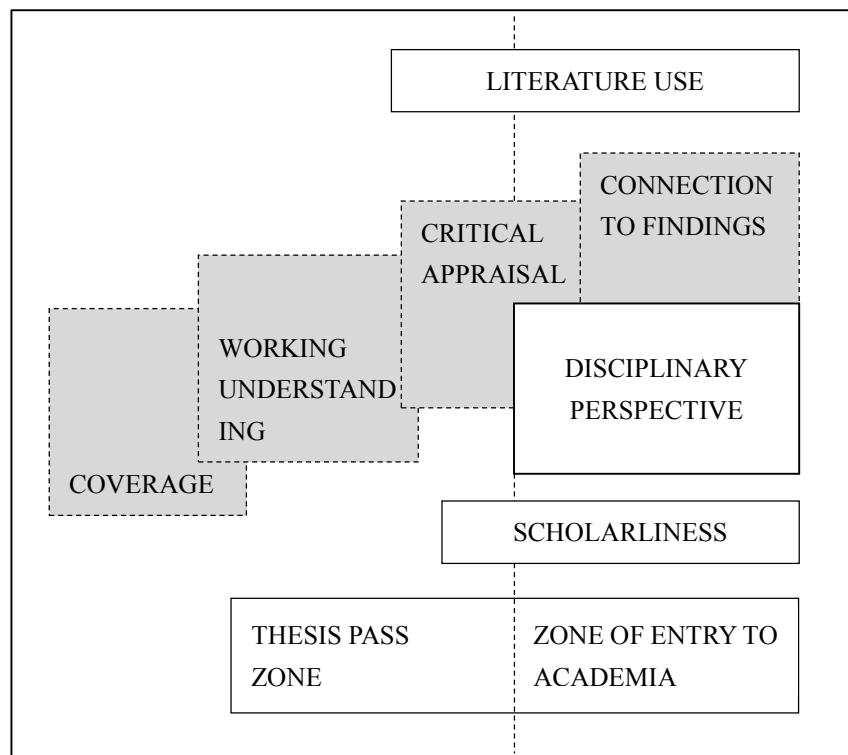 LITERATURE USE
CONNECTION
TO FINDINGS
CRITICAL
APPRAISAL
WORKING
UNDERSTAND
ING
DISCIPLINARY
PERSPECTIVE
COVERAGE
SCHOLARLINESS
THESIS PASS
ZONE
ZONE OF ENTRY TO
ACADEMIA